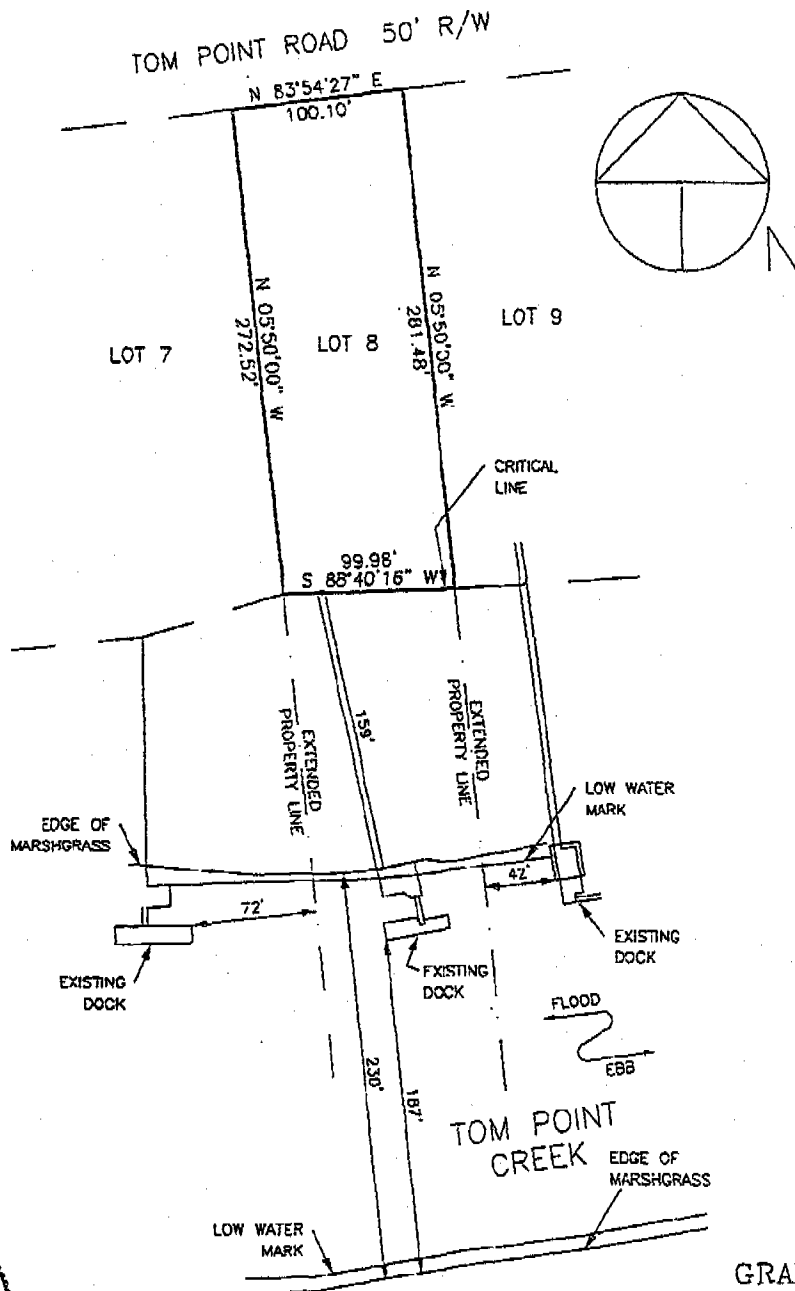 TOM POINT ROAD 50' R/W
N 83°54'27" E
100.10'
N
N 05°50'00" W
272.52'
N 05°50'30" W
281.48'
LOT 7
LOT 8
LOT 9
CRITICAL
LINE
99.98'
S 88°40'16" W
EXTENDED
PROPERTY LINE
159'
EXTENDED
PROPERTY LINE
LOW WATER
MARK
EDGE OF
MARSHGRASS
72'
42'
EXISTING
DOCK
EXISTING
DOCK
EXISTING
DOCK
FLOOD
EBB
230'
187'
TOM POINT
CREEK
EDGE OF
MARSHGRASS
LOW WATER
MARK